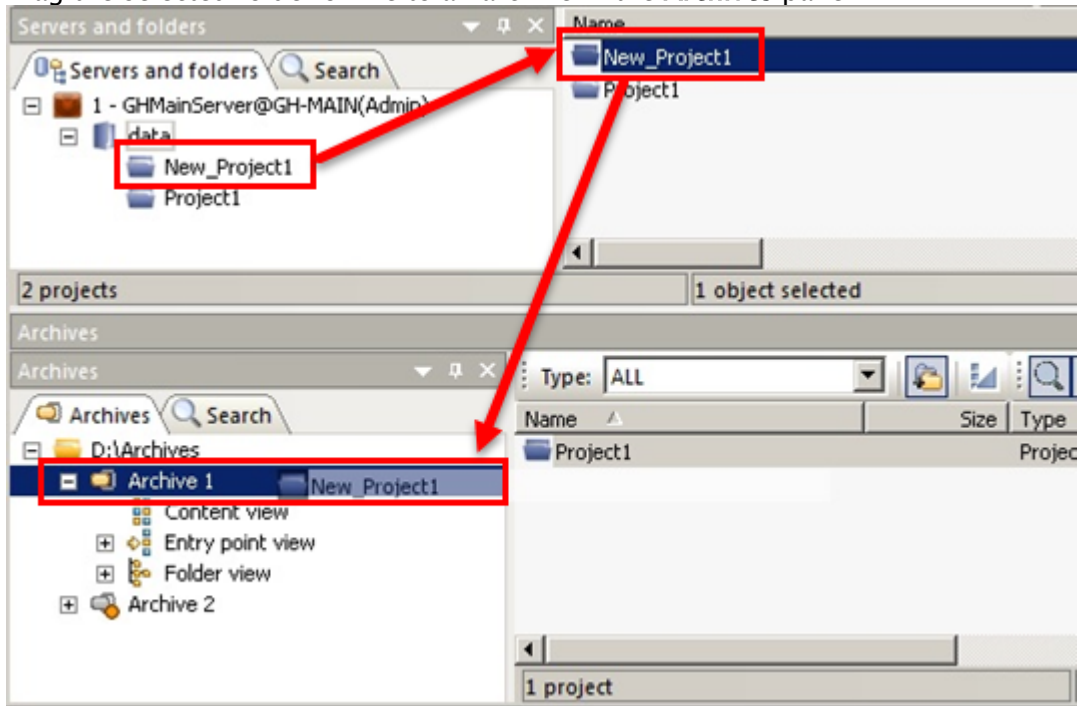 Servers and folders
Name
Servers and folders
Search
New_Project1
1 - GHMainServer@GH-MAIN(Admin)
Project1
data
New_Project1
Project1
2 projects
1 object selected
Archives
Archives
Type: ALL
Archives
Search
Name
Size
Type
D:\Archives
Project1
Projec
Archive 1
New_Project1
Content view
Entry point view
Folder view
Archive 2
1 project